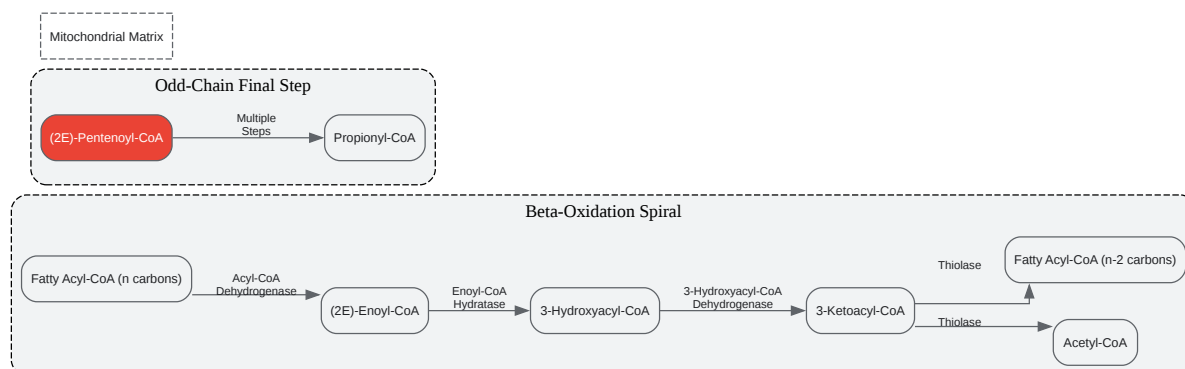 Mitochondrial Matrix
Odd-Chain Final Step
(2E)-Pentenoyl-CoA
Multiple
Steps
Propionyl-CoA
Beta-Oxidation Spiral
Fatty Acyl-CoA (n carbons)
Acyl-CoA
Dehydrogenase
(2E)-Enoyl-CoA
Enoyl-CoA
Hydratase
3-Hydroxyacyl-CoA
3-Hydroxyacyl-CoA
Dehydrogenase
3-Ketoacyl-CoA
Thiolase
Fatty Acyl-CoA (n-2 carbons)
Thiolase
Acetyl-CoA